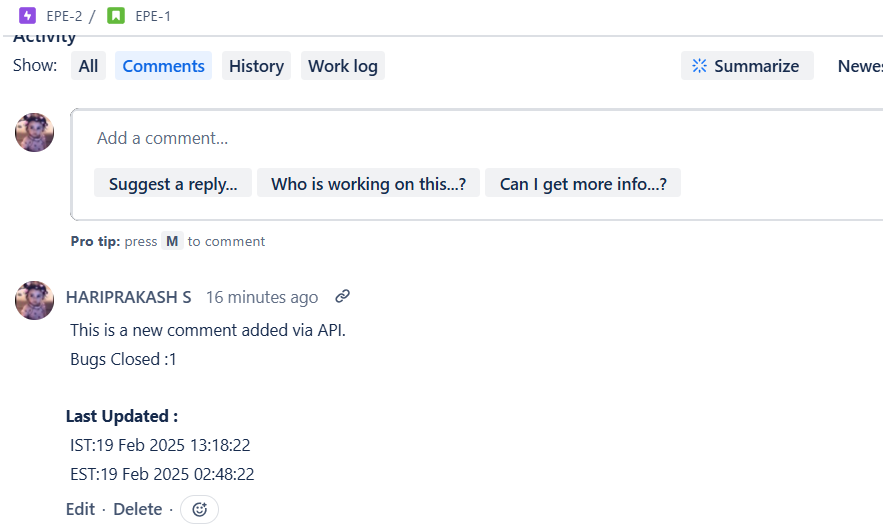 EPE-2 / EPE-1
Activity
Show: All Comments History Work log Summarize
Add a comment...
Suggest a reply... Who is working on this...? Can I get more info...?
Pro tip: press M to comment
HARIPRAKASH S 16 minutes ago
This is a new comment added via API.
Bugs Closed :1
Last Updated :
IST:19 Feb 2025 13:18:22
EST:19 Feb 2025 02:48:22
Edit · Delete ·